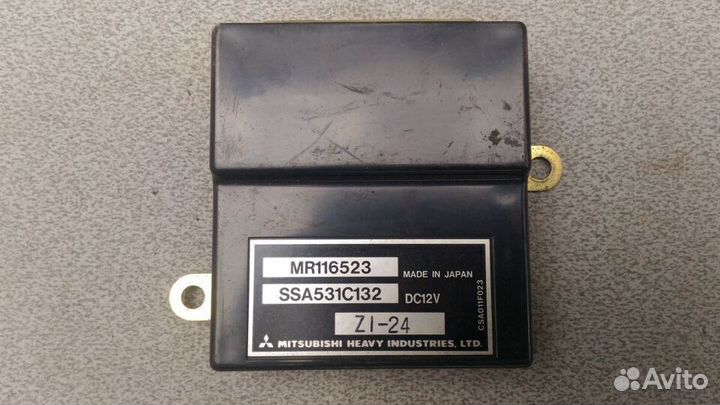 MR116523
MADE IN JAPAN
SSA531C132
DC12V
ZI-24
MITSUBISHI HEAVY INDUSTRIES, LTD.
CSA011F023
Avito